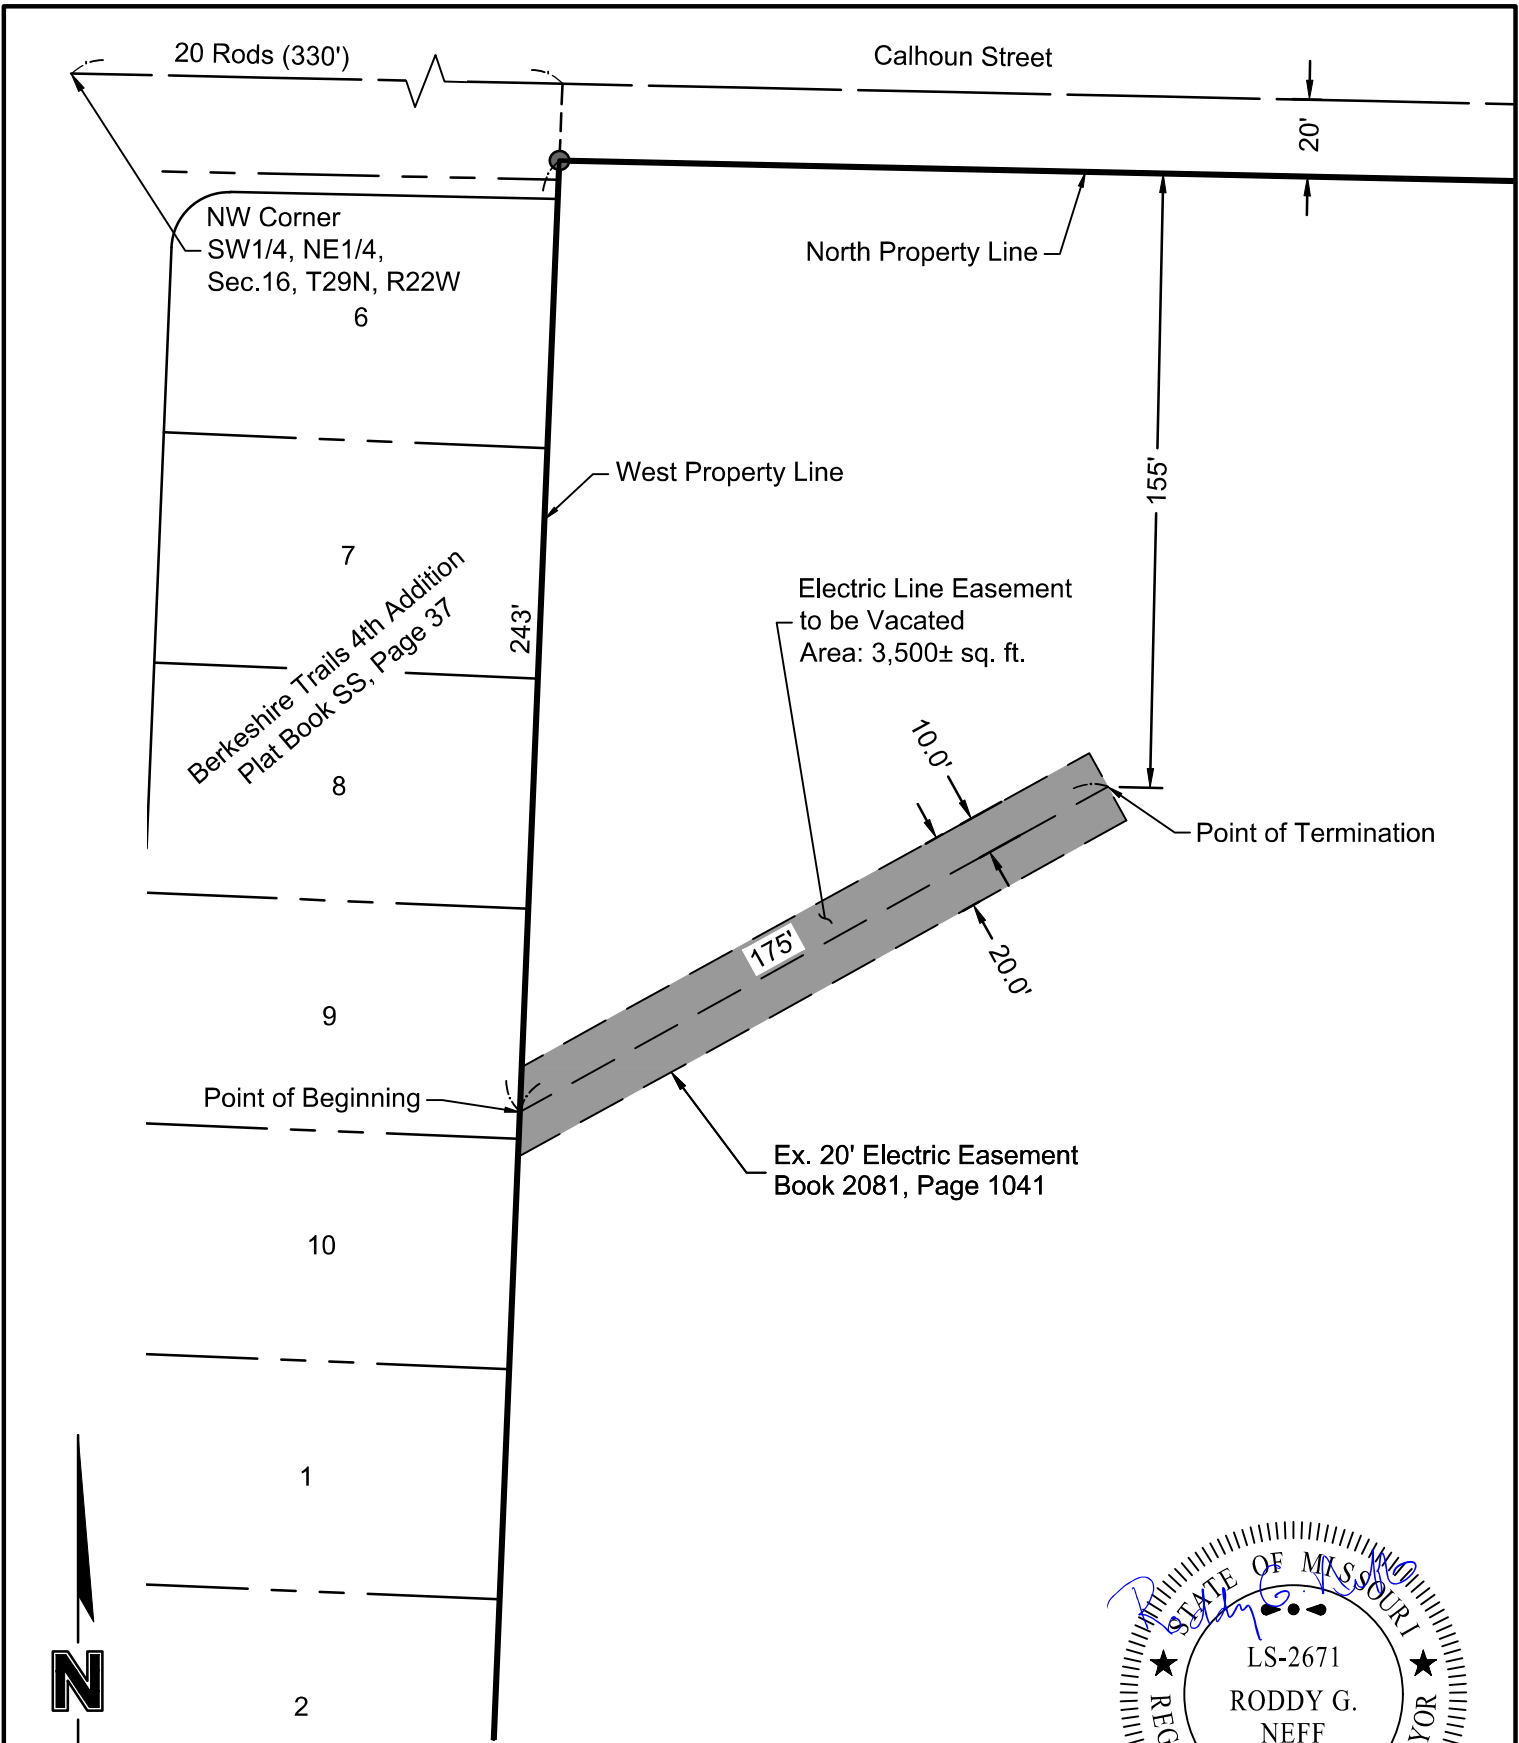 20 Rods (330')
Calhoun Street
20'
NW Corner
SW1/4, NE1/4,
Sec.16, T29N, R22W
North Property Line
6
155'
West Property Line
7
Berkeshire Trails 4th Addition
Plat Book SS, Page 37
243'
Electric Line Easement
to be Vacated
Area: 3,500± sq. ft.
10.0'
8
Point of Termination
175'
20.0'
9
Point of Beginning
Ex. 20' Electric Easement
Book 2081, Page 1041
10
1
2
N
Roddy G. Neff
STATE OF MISSOURI
LS-2671
RODDY G.
NEFF
REG
YOR